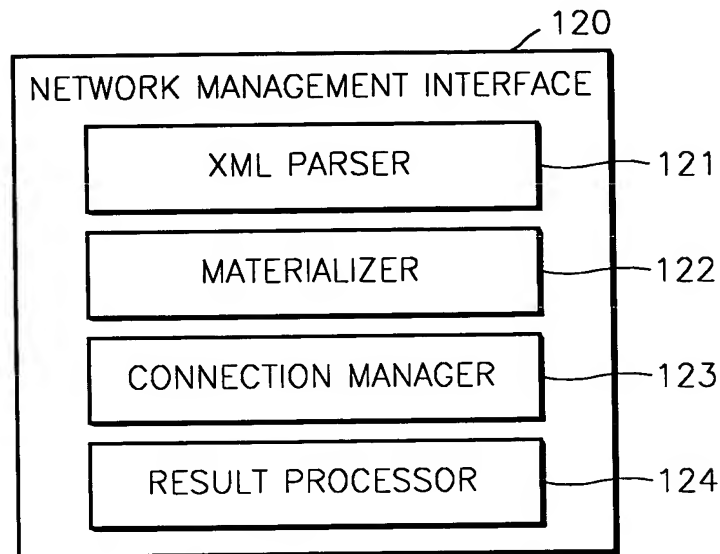 120
NETWORK MANAGEMENT INTERFACE
XML PARSER
121
MATERIALIZER
122
CONNECTION MANAGER
123
RESULT PROCESSOR
124